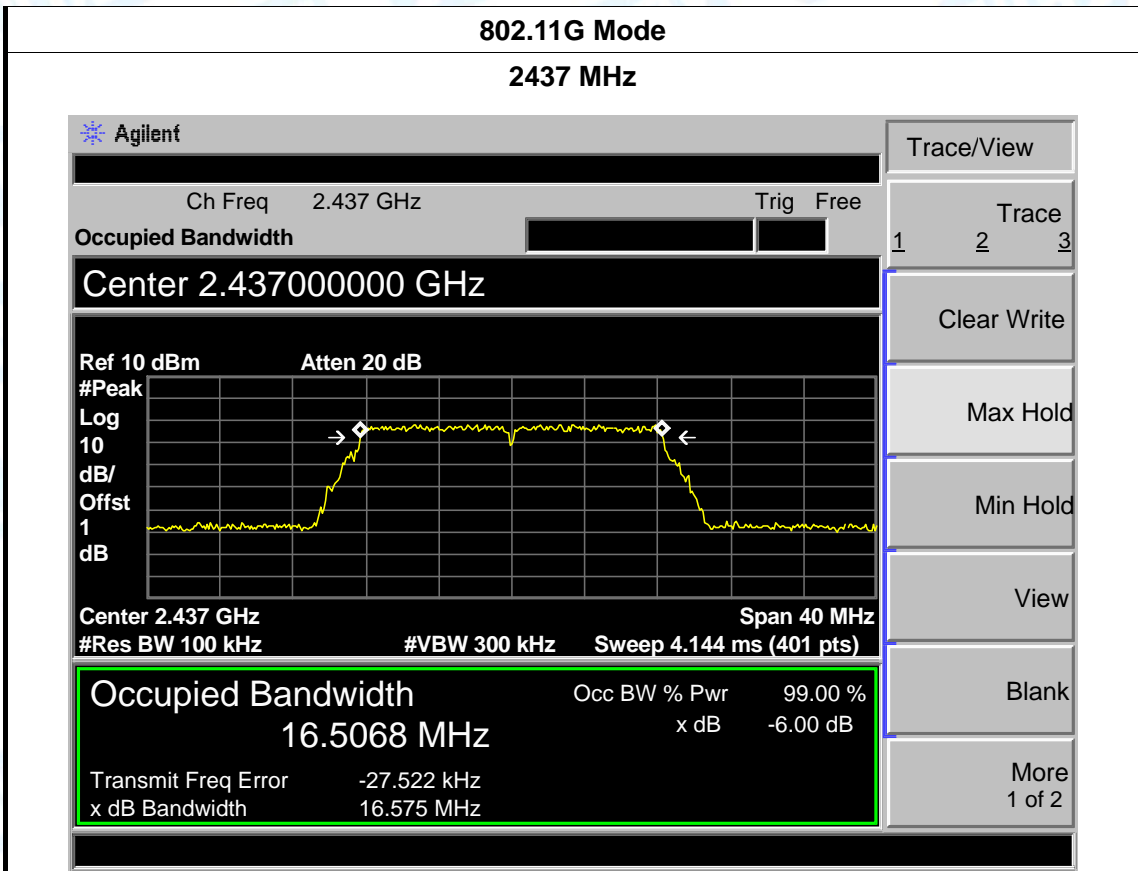 802.11G Mode
2437 MHz
Agilent
Trace/View
Ch Freq 2.437 GHz Trig Free
Occupied Bandwidth
Trace
1 2 3
Center 2.437000000 GHz
Clear Write
Ref 10 dBm Atten 20 dB
#Peak
Log
10
dB/
Offst
1
dB
Max Hold
Min Hold
Center 2.437 GHz Span 40 MHz
#Res BW 100 kHz #VBW 300 kHz Sweep 4.144 ms (401 pts)
View
Occupied Bandwidth Occ BW % Pwr 99.00 %
16.5068 MHz x dB -6.00 dB
Blank
Transmit Freq Error -27.522 kHz
x dB Bandwidth 16.575 MHz
More
1 of 2